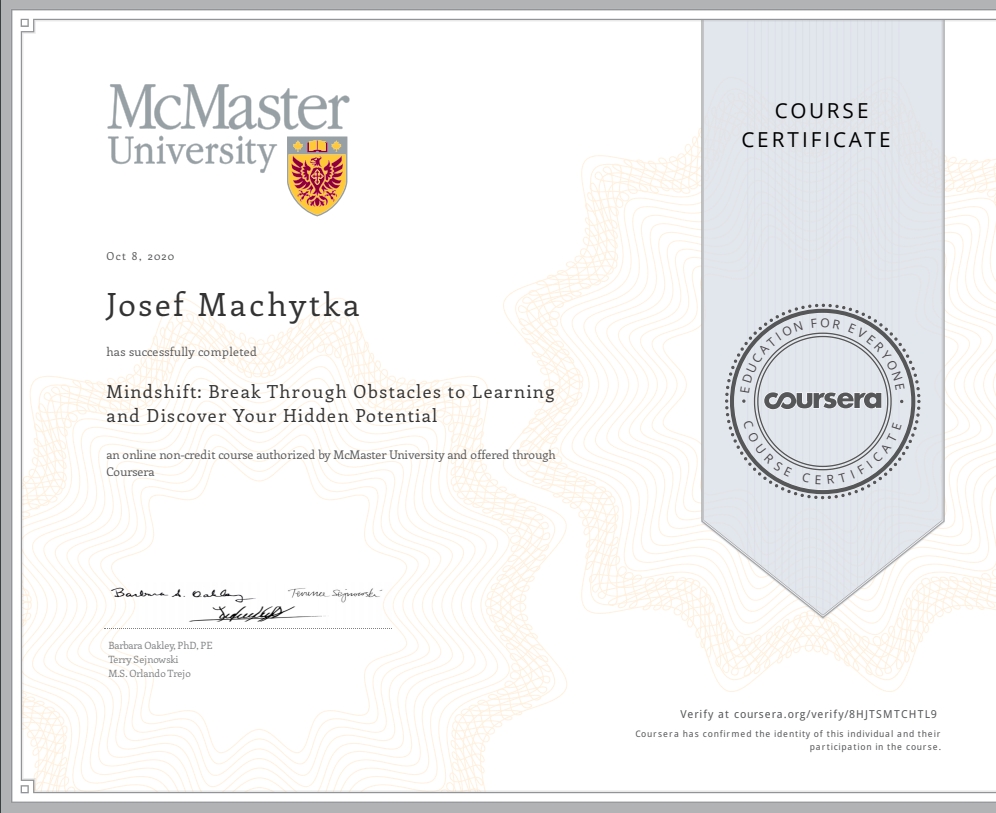 McMaster
University
COURSE
CERTIFICATE
Oct 8, 2020
Josef Machytka
has successfully completed
Mindshift: Break Through Obstacles to Learning
and Discover Your Hidden Potential
an online non-credit course authorized by McMaster University and offered through
Coursera
EDUCATION FOR EVERYONE
coursera
COURSE CERTIFICATE
Barbara A. Oakley
Terrence Sejnowski
Barbara Oakley, PhD, PE
Terry Sejnowski
M.S. Orlando Trejo
Verify at coursera.org/verify/8HJTSMTCHTL9
Coursera has confirmed the identity of this individual and their
participation in the course.